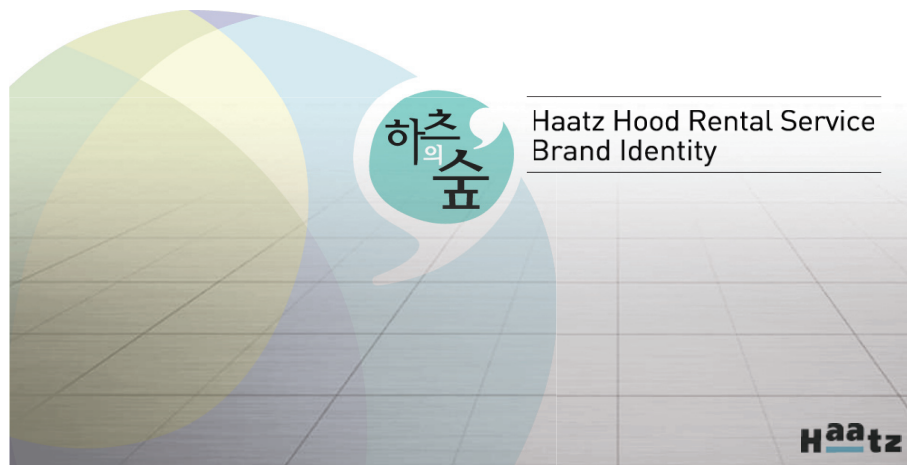 하츠
의
숲
Haatz Hood Rental Service
Brand Identity
Haatz